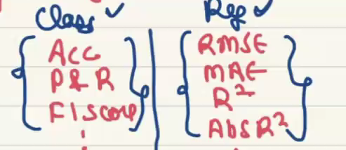 Class ✓
Reg ✓
ACC
P & R
F1 Score
RMSE
MAE
R²
Abs R²